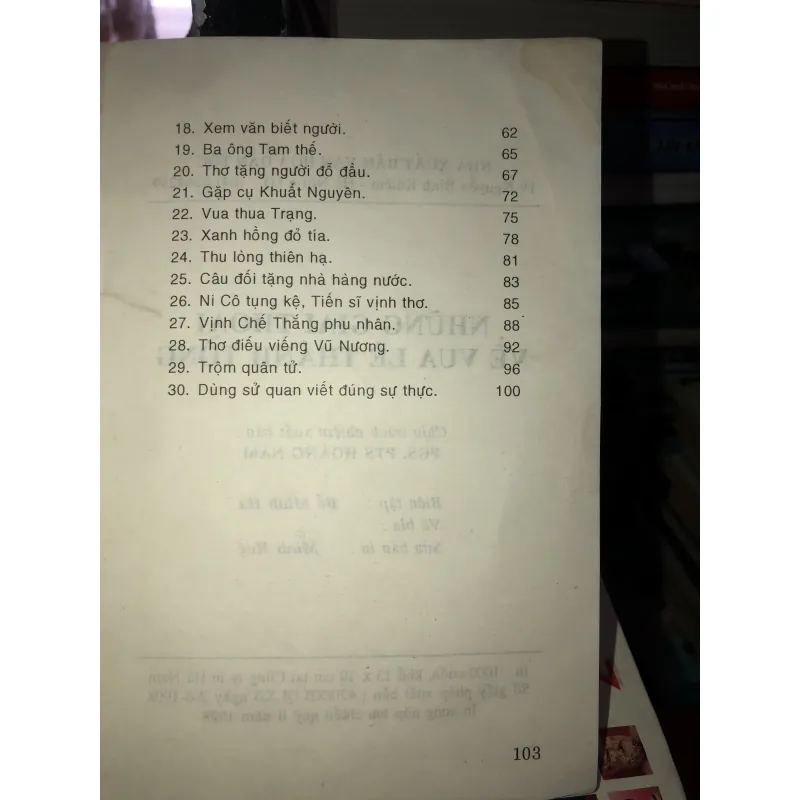 18. Xem văn biết người. 62
19. Ba ông Tam thế. 65
20. Thơ tặng người đỗ đầu. 67
21. Gặp cụ Khuất Nguyên. 72
22. Vua thua Trạng. 75
23. Xanh hồng đỏ tía. 78
24. Thu lòng thiên hạ. 81
25. Câu đối tặng nhà hàng nước. 83
26. Ni Cô tụng kệ, Tiến sĩ vịnh thơ. 85
27. Vịnh Chế Thắng phu nhân. 88
28. Thơ điếu viếng Vũ Nương. 92
29. Trộm quân tử. 96
30. Dùng sử quan viết đúng sự thực. 100
103